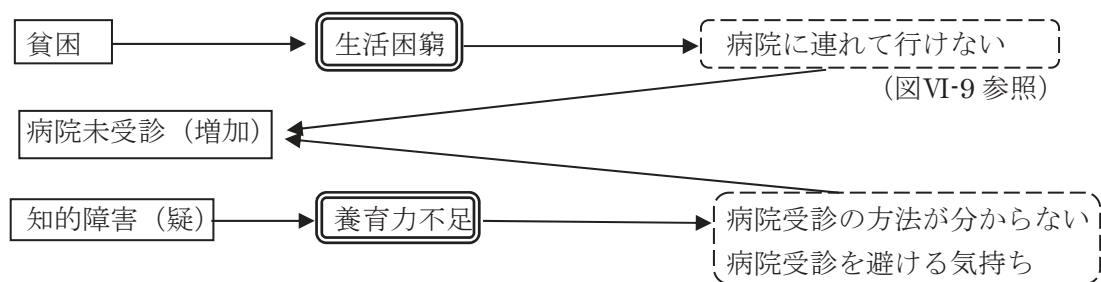 貧困
生活困窮
病院に連れて行けない
(図Ⅵ-9 参照)
病院未受診(増加)
知的障害(疑)
養育力不足
病院受診の方法が分からない
病院受診を避ける気持ち